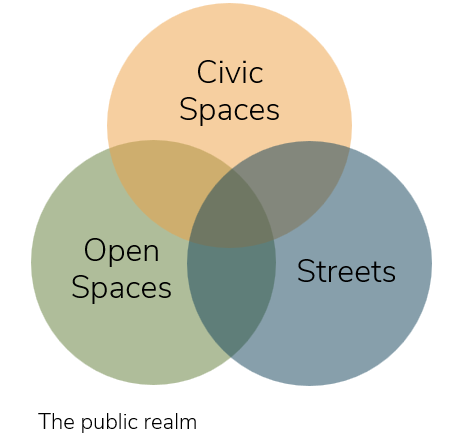 Civic
Spaces
Open
Spaces
Streets
The public realm